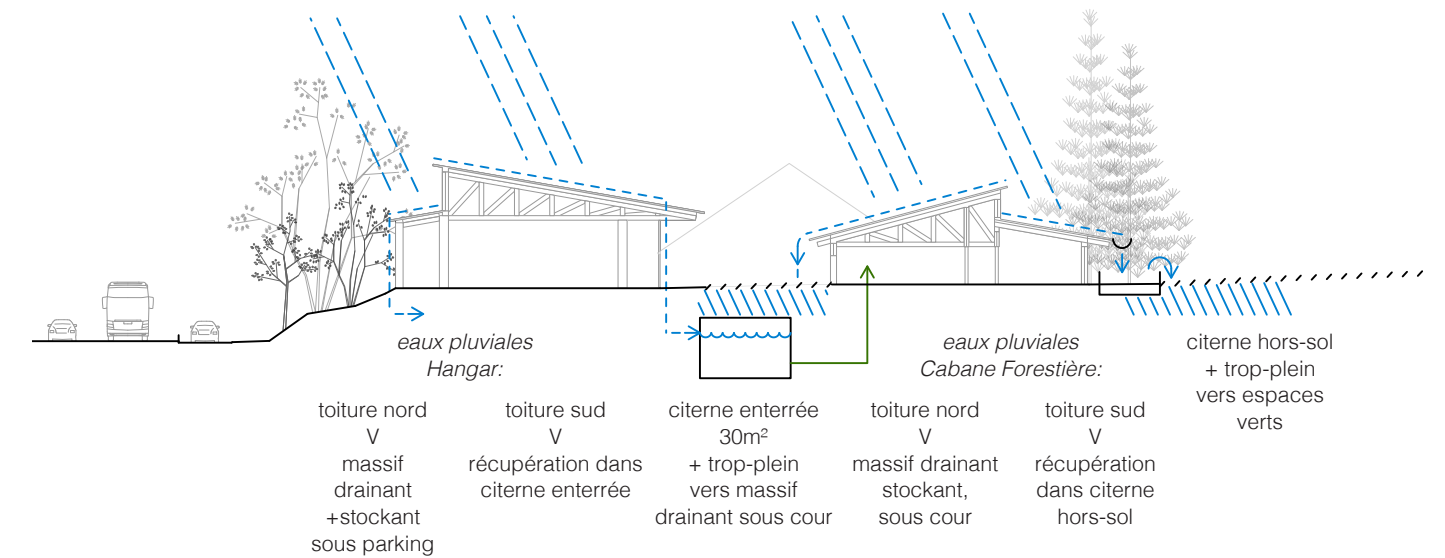 eaux pluviales
Hangar:
toiture nord
V
massif
drainant
+stockant
sous parking
toiture sud
V
récupération dans
citerne enterrée
citerne enterrée
30m²
+ trop-plein
vers massif
drainant sous cour
eaux pluviales
Cabane Forestière:
toiture nord
V
massif drainant
stockant,
sous cour
toiture sud
V
récupération
dans citerne
hors-sol
citerne hors-sol
+ trop-plein
vers espaces
verts